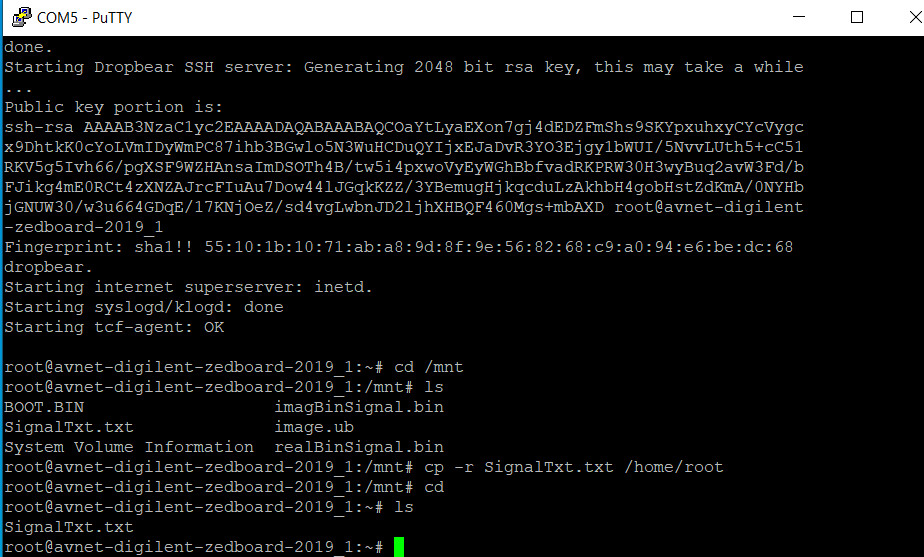 COM5 - PuTTY
done.
Starting Dropbear SSH server: Generating 2048 bit rsa key, this may take a while
...
Public key portion is:
ssh-rsa AAAAB3NzaC1yc2EAAAADAQABAAABAQCOaYtLyaEXon7gj4dEDZFmShs9SKYpxuhxyCYcVygc
x9DhtkK0cYoLVmIDyWmPC87ihb3BGwlo5N3WuHCDuQYIjxEJaDvR3YO3Ejgy1bWUI/5NvvLUth5+cC51
RKV5g5Ivh66/pgXSF9WZHAnsaImDSOTh4B/tw5i4pxwoVyEyWGhBbfvadRKPRW30H3wyBuq2avW3Fd/b
FJikg4mE0RCt4zXNZAJrcFIuAu7Dow44lJGqkKZZ/3YBemugHjkqcduLzAkhbH4gobHstZdKmA/0NYHb
jGNUW30/w3u664GDqE/17KNjOeZ/sd4vgLwbnJD2ljhXHBQF460Mgs+mbAXD root@avnet-digilent
-zedboard-2019_1
Fingerprint: sha1!! 55:10:1b:10:71:ab:a8:9d:8f:9e:56:82:68:c9:a0:94:e6:be:dc:68
dropbear.
Starting internet superserver: inetd.
Starting syslogd/klogd: done
Starting tcf-agent: OK
root@avnet-digilent-zedboard-2019_1:~# cd /mnt
root@avnet-digilent-zedboard-2019_1:/mnt# ls
BOOT.BIN                 imagBinSignal.bin
SignalTxt.txt            image.ub
System Volume Information  realBinSignal.bin
root@avnet-digilent-zedboard-2019_1:/mnt# cp -r SignalTxt.txt /home/root
root@avnet-digilent-zedboard-2019_1:/mnt# cd
root@avnet-digilent-zedboard-2019_1:~# ls
SignalTxt.txt
root@avnet-digilent-zedboard-2019_1:~#